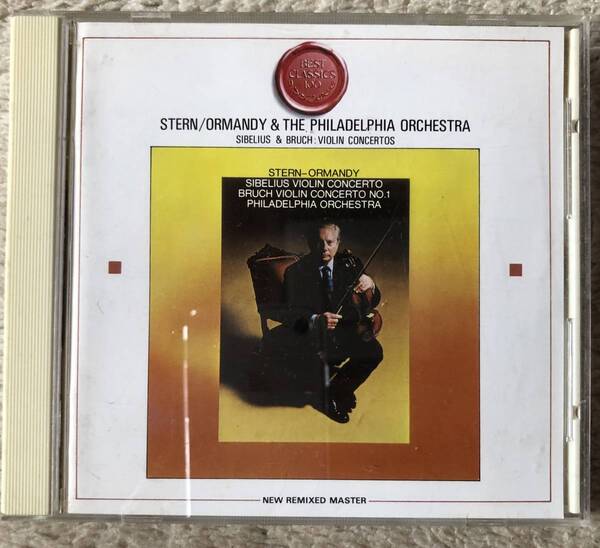 BEST
CLASSICS
100
STERN/ORMANDY & THE PHILADELPHIA ORCHESTRA
SIBELIUS & BRUCH: VIOLIN CONCERTOS
STERN–ORMANDY
SIBELIUS VIOLIN CONCERTO
BRUCH VIOLIN CONCERTO NO.1
PHILADELPHIA ORCHESTRA
NEW REMIXED MASTER